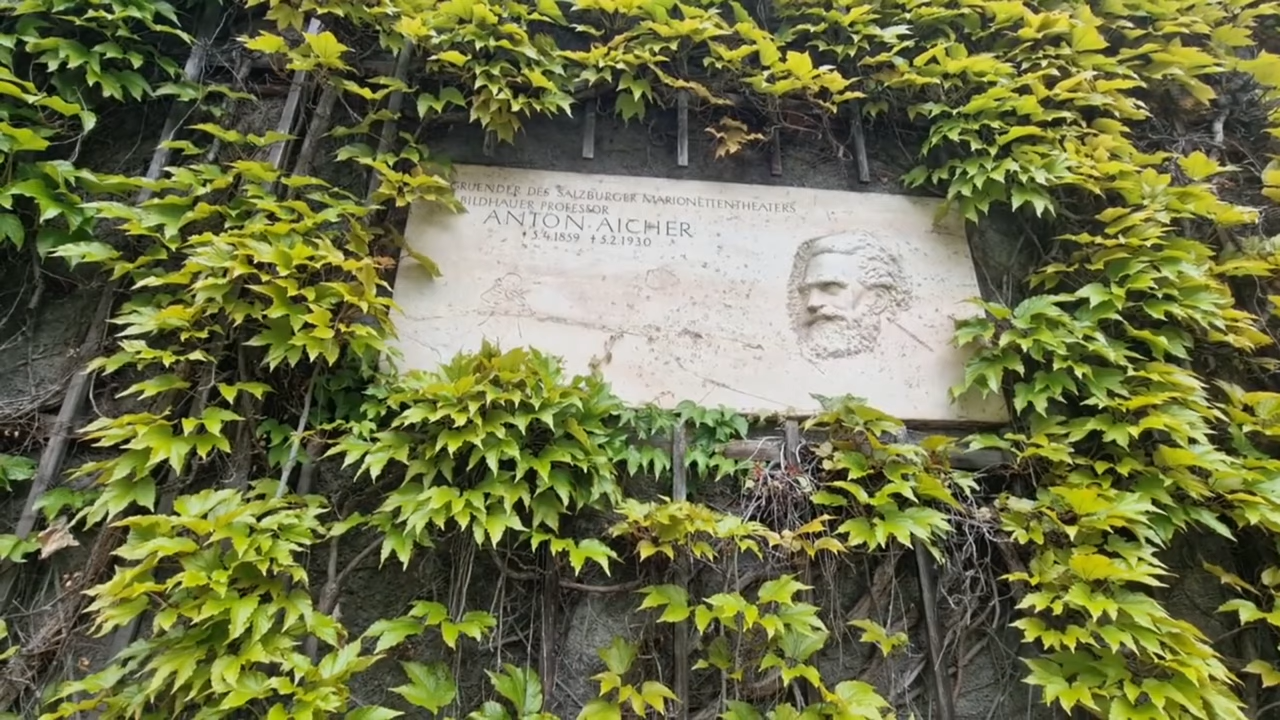 GRUENDER DES SALZBURGER MARIONETTENTHEATERS
BILDHAUER PROFESSOR
ANTON AICHER
* 5.4.1859 ✝ 5.2.1930